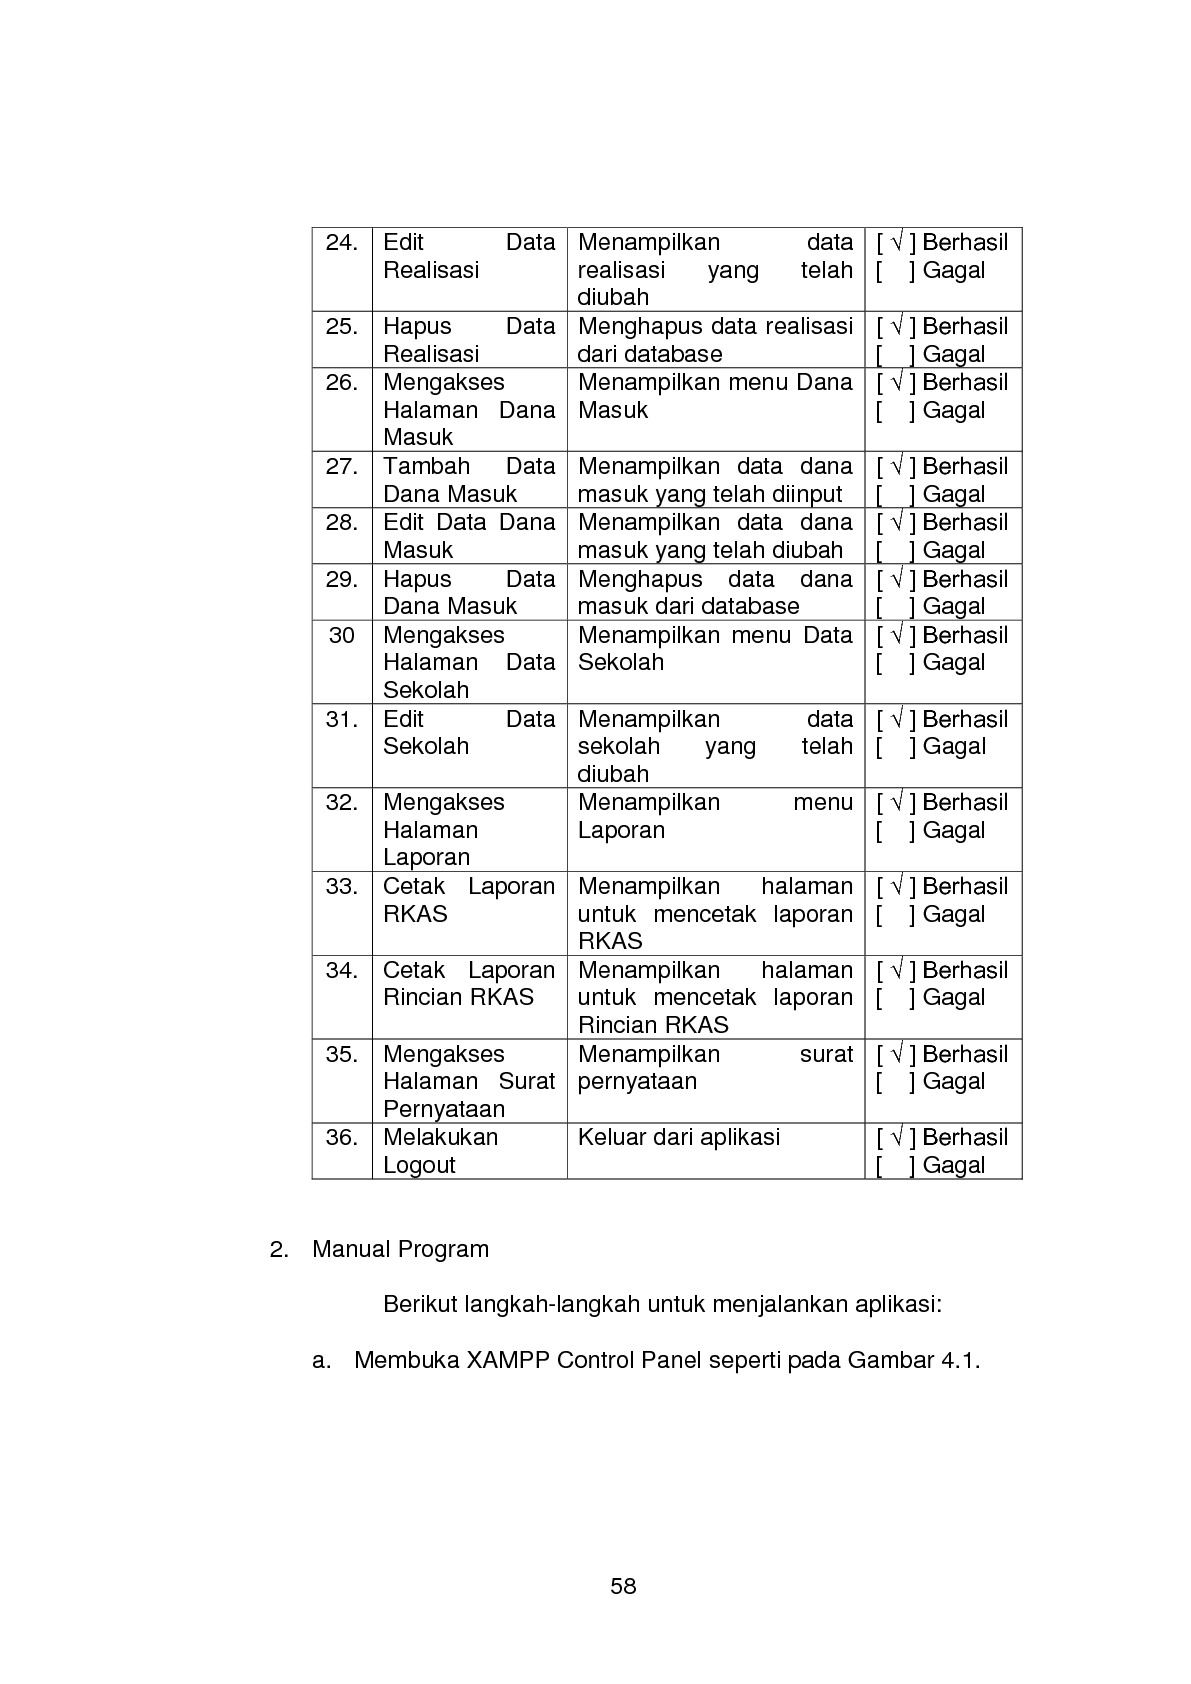 24. Edit Data Menampilkan data [ √ ] Berhasil
Realisasi realisasi yang telah [ ] Gagal
diubah
25. Hapus Data Menghapus data realisasi [ √ ] Berhasil
Realisasi dari database [ ] Gagal
26. Mengakses Menampilkan menu Dana [ √ ] Berhasil
Halaman Dana Masuk [ ] Gagal
Masuk
27. Tambah Data Menampilkan data dana [ √ ] Berhasil
Dana Masuk masuk yang telah diinput [ ] Gagal
28. Edit Data Dana Menampilkan data dana [ √ ] Berhasil
Masuk masuk yang telah diubah [ ] Gagal
29. Hapus Data Menghapus data dana [ √ ] Berhasil
Dana Masuk masuk dari database [ ] Gagal
30 Mengakses Menampilkan menu Data [ √ ] Berhasil
Halaman Data Sekolah [ ] Gagal
Sekolah
31. Edit Data Menampilkan data [ √ ] Berhasil
Sekolah sekolah yang telah [ ] Gagal
diubah
32. Mengakses Menampilkan menu [ √ ] Berhasil
Halaman Laporan [ ] Gagal
Laporan
33. Cetak Laporan Menampilkan halaman [ √ ] Berhasil
RKAS untuk mencetak laporan [ ] Gagal
RKAS
34. Cetak Laporan Menampilkan halaman [ √ ] Berhasil
Rincian RKAS untuk mencetak laporan [ ] Gagal
Rincian RKAS
35. Mengakses Menampilkan surat [ √ ] Berhasil
Halaman Surat pernyataan [ ] Gagal
Pernyataan
36. Melakukan Keluar dari aplikasi [ √ ] Berhasil
Logout [ ] Gagal
2. Manual Program
Berikut langkah-langkah untuk menjalankan aplikasi:
a. Membuka XAMPP Control Panel seperti pada Gambar 4.1.
58